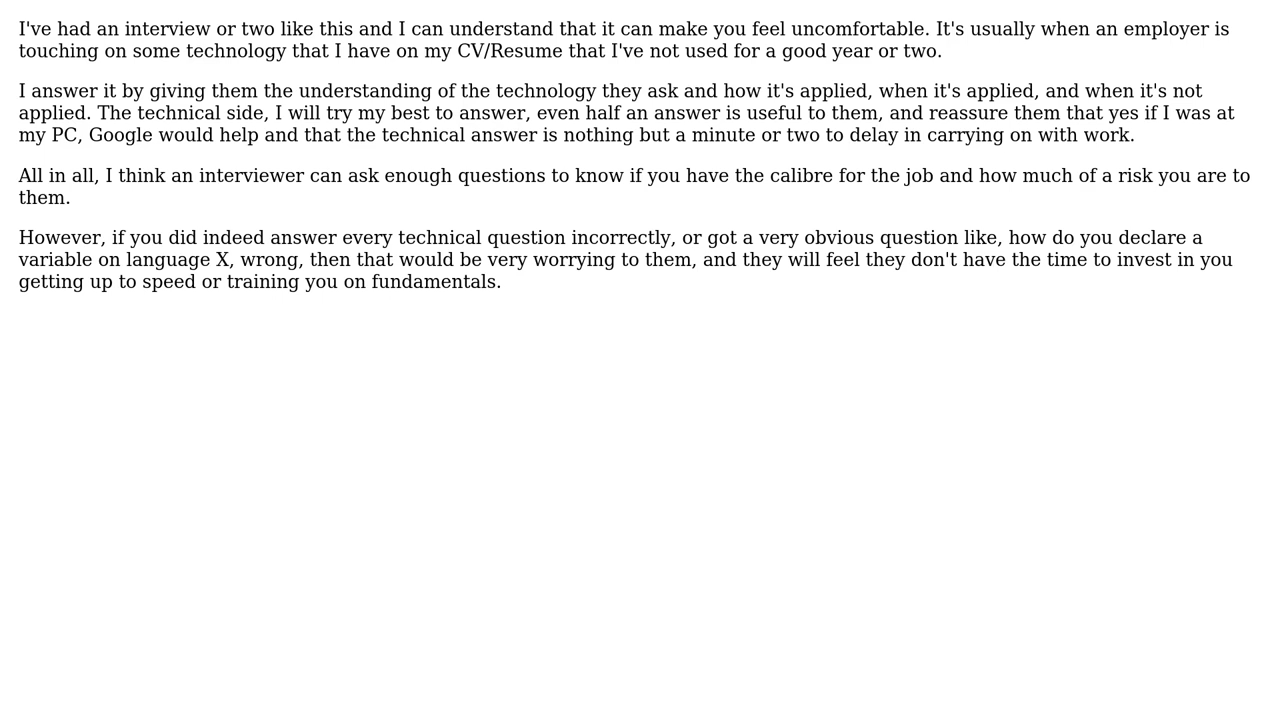 I've had an interview or two like this and I can understand that it can make you feel uncomfortable. It's usually when an employer is
touching on some technology that I have on my CV/Resume that I've not used for a good year or two.
I answer it by giving them the understanding of the technology they ask and how it's applied, when it's applied, and when it's not
applied. The technical side, I will try my best to answer, even half an answer is useful to them, and reassure them that yes if I was at
my PC, Google would help and that the technical answer is nothing but a minute or two to delay in carrying on with work.
All in all, I think an interviewer can ask enough questions to know if you have the calibre for the job and how much of a risk you are to
them.
However, if you did indeed answer every technical question incorrectly, or got a very obvious question like, how do you declare a
variable on language X, wrong, then that would be very worrying to them, and they will feel they don't have the time to invest in you
getting up to speed or training you on fundamentals.